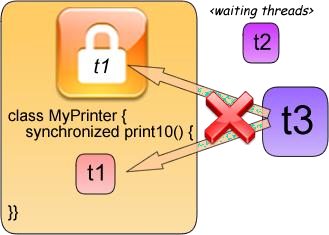 <waiting threads>
t1
t2
class MyPrinter {
synchronized print10() {
t3
t1
}}